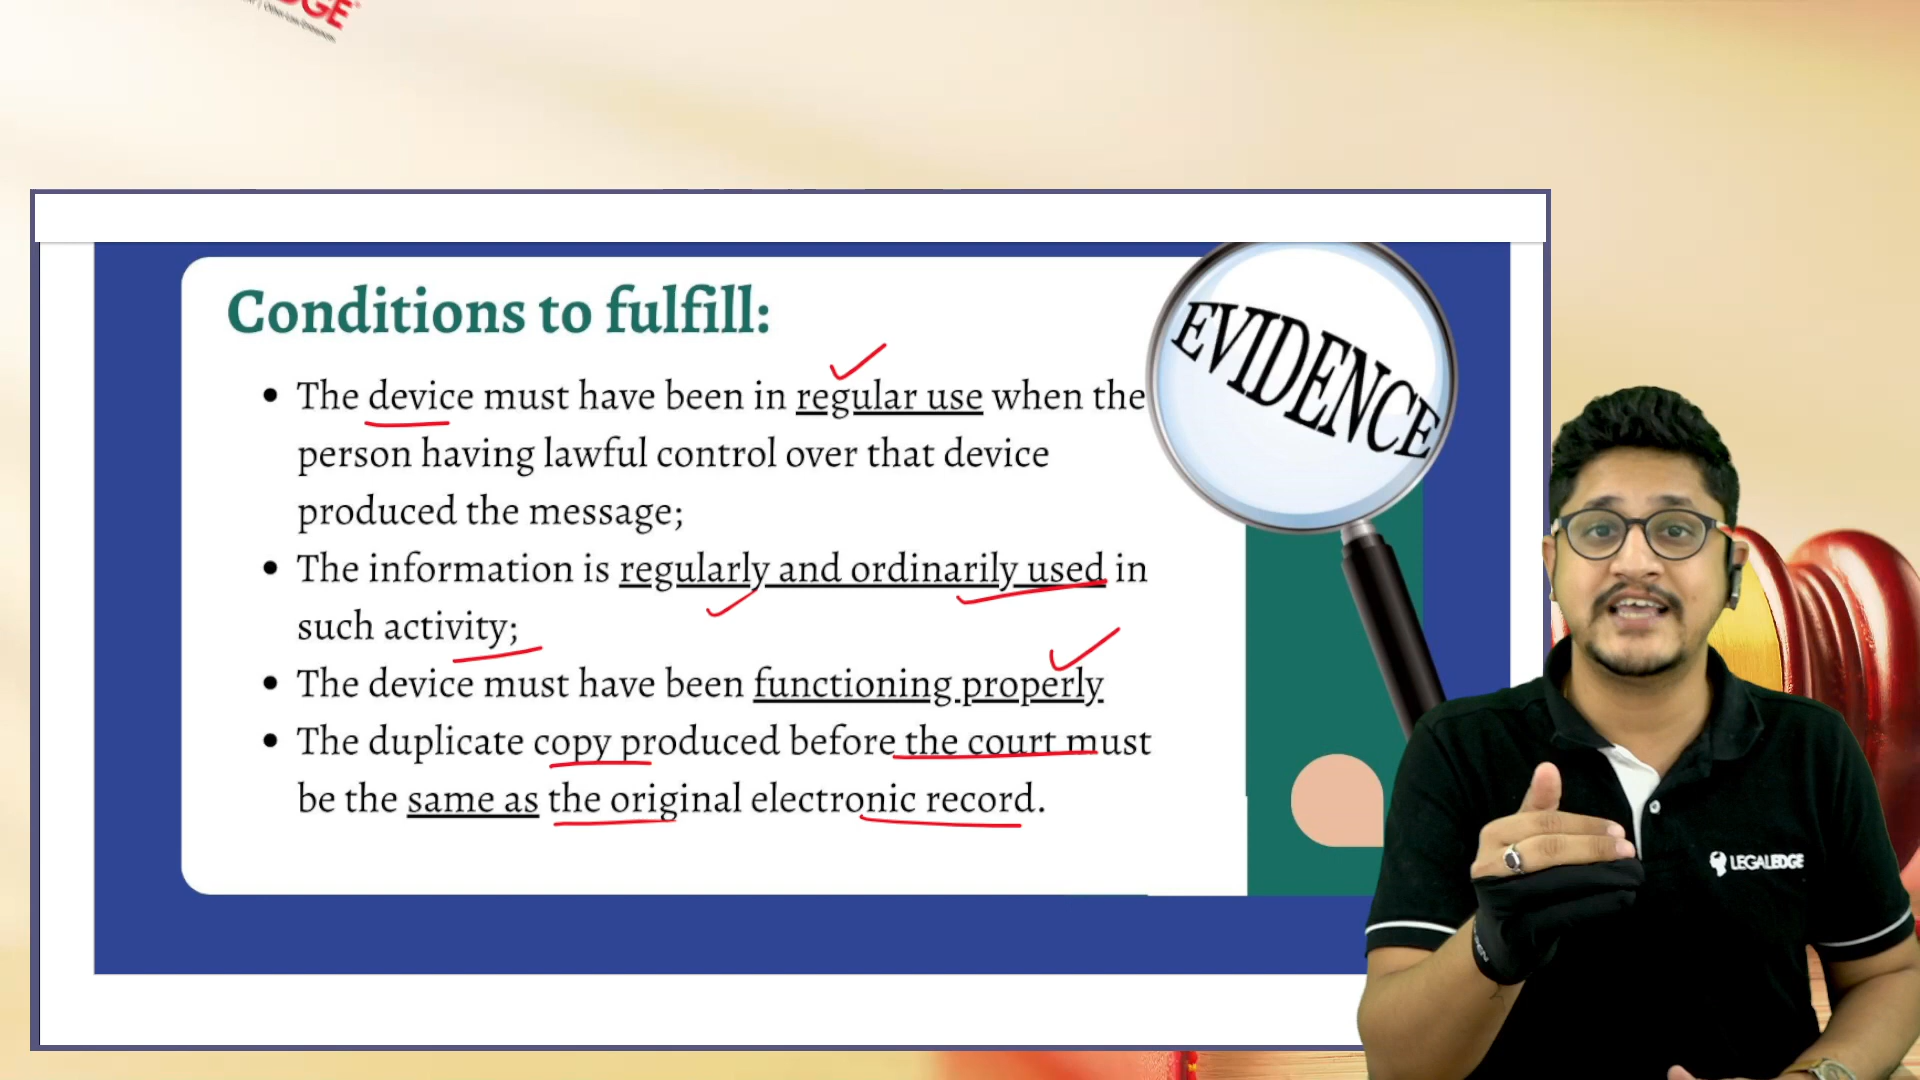 DGE
Conditions to fulfill:
• The device must have been in regular use when the
person having lawful control over that device
produced the message;
• The information is regularly and ordinarily used in
such activity;
• The device must have been functioning properly
• The duplicate copy produced before the court must
be the same as the original electronic record.
EVIDENCE
LEGALEDGE